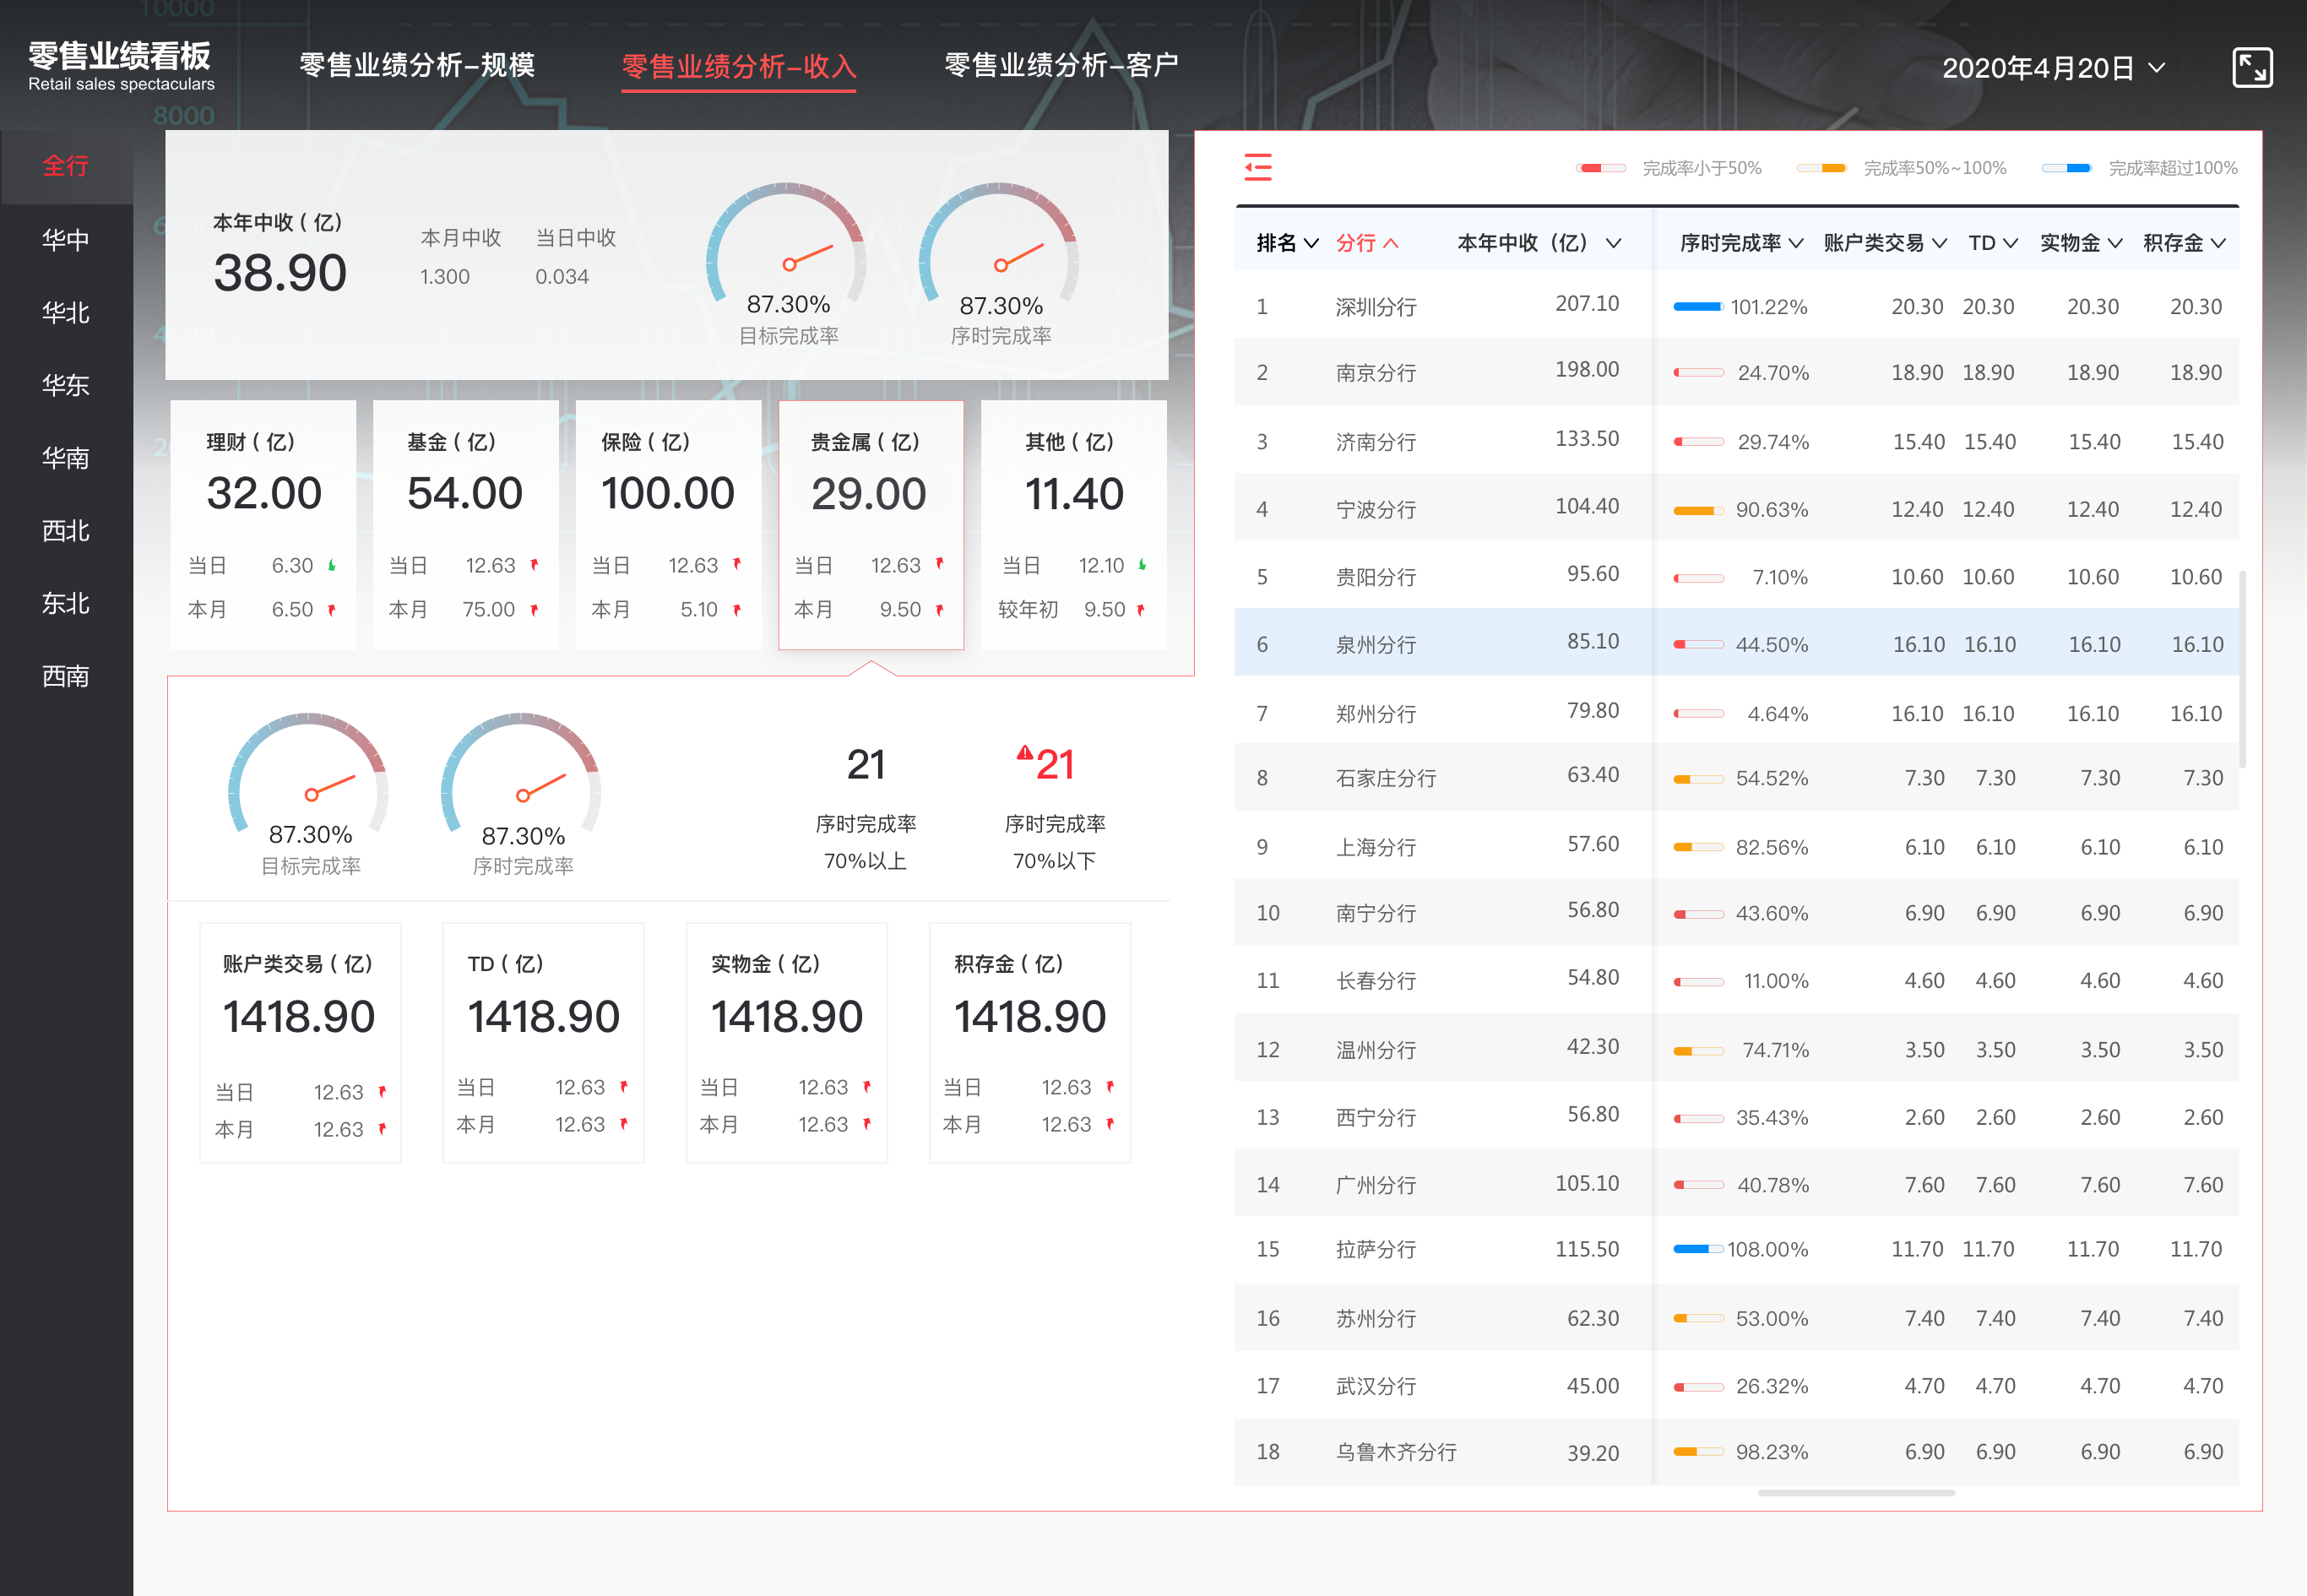 零售业绩看板
Retail sales spectaculars
零售业绩分析-规模
零售业绩分析-收入
零售业绩分析-客户
2020年4月20日
10000
8000
全行
华中
华北
华东
华南
西北
东北
西南
本年中收（亿）
38.90
本月中收 当日中收
1.300 0.034
87.30%
目标完成率
87.30%
序时完成率
理财（亿）
32.00
当日 6.30
本月 6.50
基金（亿）
54.00
当日 12.63
本月 75.00
保险（亿）
100.00
当日 12.63
本月 5.10
贵金属（亿）
29.00
当日 12.63
本月 9.50
其他（亿）
11.40
当日 12.10
较年初 9.50
87.30%
目标完成率
87.30%
序时完成率
21
序时完成率
70%以上
21
序时完成率
70%以下
账户类交易（亿）
1418.90
当日 12.63
本月 12.63
TD（亿）
1418.90
当日 12.63
本月 12.63
实物金（亿）
1418.90
当日 12.63
本月 12.63
积存金（亿）
1418.90
当日 12.63
本月 12.63
完成率小于50% 完成率50%~100% 完成率超过100%
排名 分行 本年中收（亿） 序时完成率 账户类交易 TD 实物金 积存金
1 深圳分行 207.10 101.22% 20.30 20.30 20.30 20.30
2 南京分行 198.00 24.70% 18.90 18.90 18.90 18.90
3 济南分行 133.50 29.74% 15.40 15.40 15.40 15.40
4 宁波分行 104.40 90.63% 12.40 12.40 12.40 12.40
5 贵阳分行 95.60 7.10% 10.60 10.60 10.60 10.60
6 泉州分行 85.10 44.50% 16.10 16.10 16.10 16.10
7 郑州分行 79.80 4.64% 16.10 16.10 16.10 16.10
8 石家庄分行 63.40 54.52% 7.30 7.30 7.30 7.30
9 上海分行 57.60 82.56% 6.10 6.10 6.10 6.10
10 南宁分行 56.80 43.60% 6.90 6.90 6.90 6.90
11 长春分行 54.80 11.00% 4.60 4.60 4.60 4.60
12 温州分行 42.30 74.71% 3.50 3.50 3.50 3.50
13 西宁分行 56.80 35.43% 2.60 2.60 2.60 2.60
14 广州分行 105.10 40.78% 7.60 7.60 7.60 7.60
15 拉萨分行 115.50 108.00% 11.70 11.70 11.70 11.70
16 苏州分行 62.30 53.00% 7.40 7.40 7.40 7.40
17 武汉分行 45.00 26.32% 4.70 4.70 4.70 4.70
18 乌鲁木齐分行 39.20 98.23% 6.90 6.90 6.90 6.90